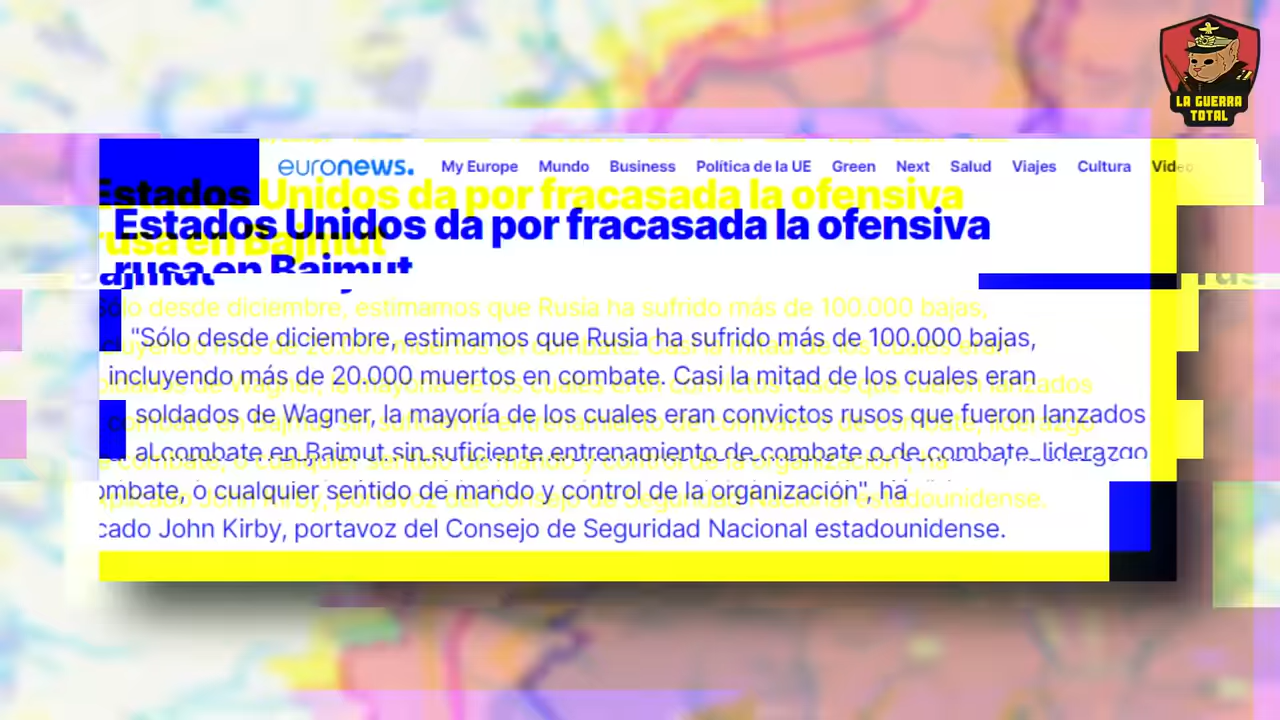 LA GUERRA
TOTAL
euronews. My Europe Mundo Business Política de la UE Green Next Salud Viajes Cultura Video
Estados Unidos da por fracasada la ofensiva
rusa en Bajmut
"Sólo desde diciembre, estimamos que Rusia ha sufrido más de 100.000 bajas,
incluyendo más de 20.000 muertos en combate. Casi la mitad de los cuales eran
soldados de Wagner, la mayoría de los cuales eran convictos rusos que fueron lanzados
al combate en Bajmut sin suficiente entrenamiento de combate o de combate, liderazgo
ombate, o cualquier sentido de mando y control de la organización", ha
cado John Kirby, portavoz del Consejo de Seguridad Nacional estadounidense.